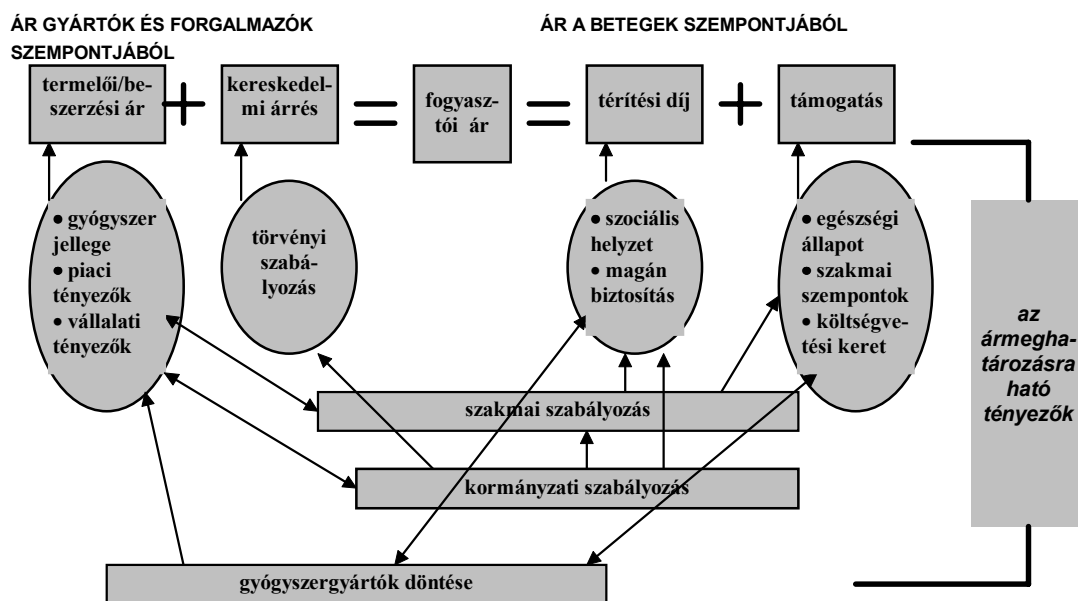 ÁR GYÁRTÓK ÉS FORGALMAZÓK
SZEMPONTJÁBÓL
ÁR A BETEGEK SZEMPONTJÁBÓL
termelői/be-
szerzési ár
+
kereskedel-
mi árrés
=
fogyasz-
tói ár
=
térítési díj
+
támogatás
• gyógyszer
jellege
• piaci
tényezők
• vállalati
tényezők
törvényi
szabá-
lyozás
• szociális
helyzet
• magán
biztosítás
• egészségi
állapot
• szakmai
szempontok
• költségve-
tési keret
az
ármegha-
tározásra
ható
tényezők
szakmai szabályozás
kormányzati szabályozás
gyógyszergyártók döntése